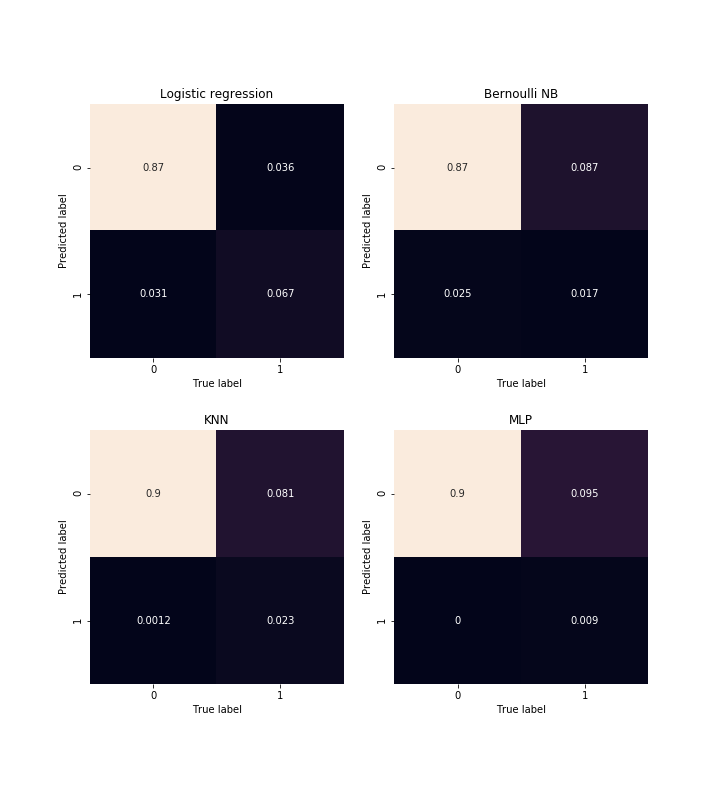 Logistic regression
0
0.87
0.036
Predicted label
1
0.031
0.067
0
1
True label
Bernoulli NB
0
0.87
0.087
Predicted label
1
0.025
0.017
0
1
True label
KNN
0
0.9
0.081
Predicted label
1
0.0012
0.023
0
1
True label
MLP
0
0.9
0.095
Predicted label
1
0
0.009
0
1
True label